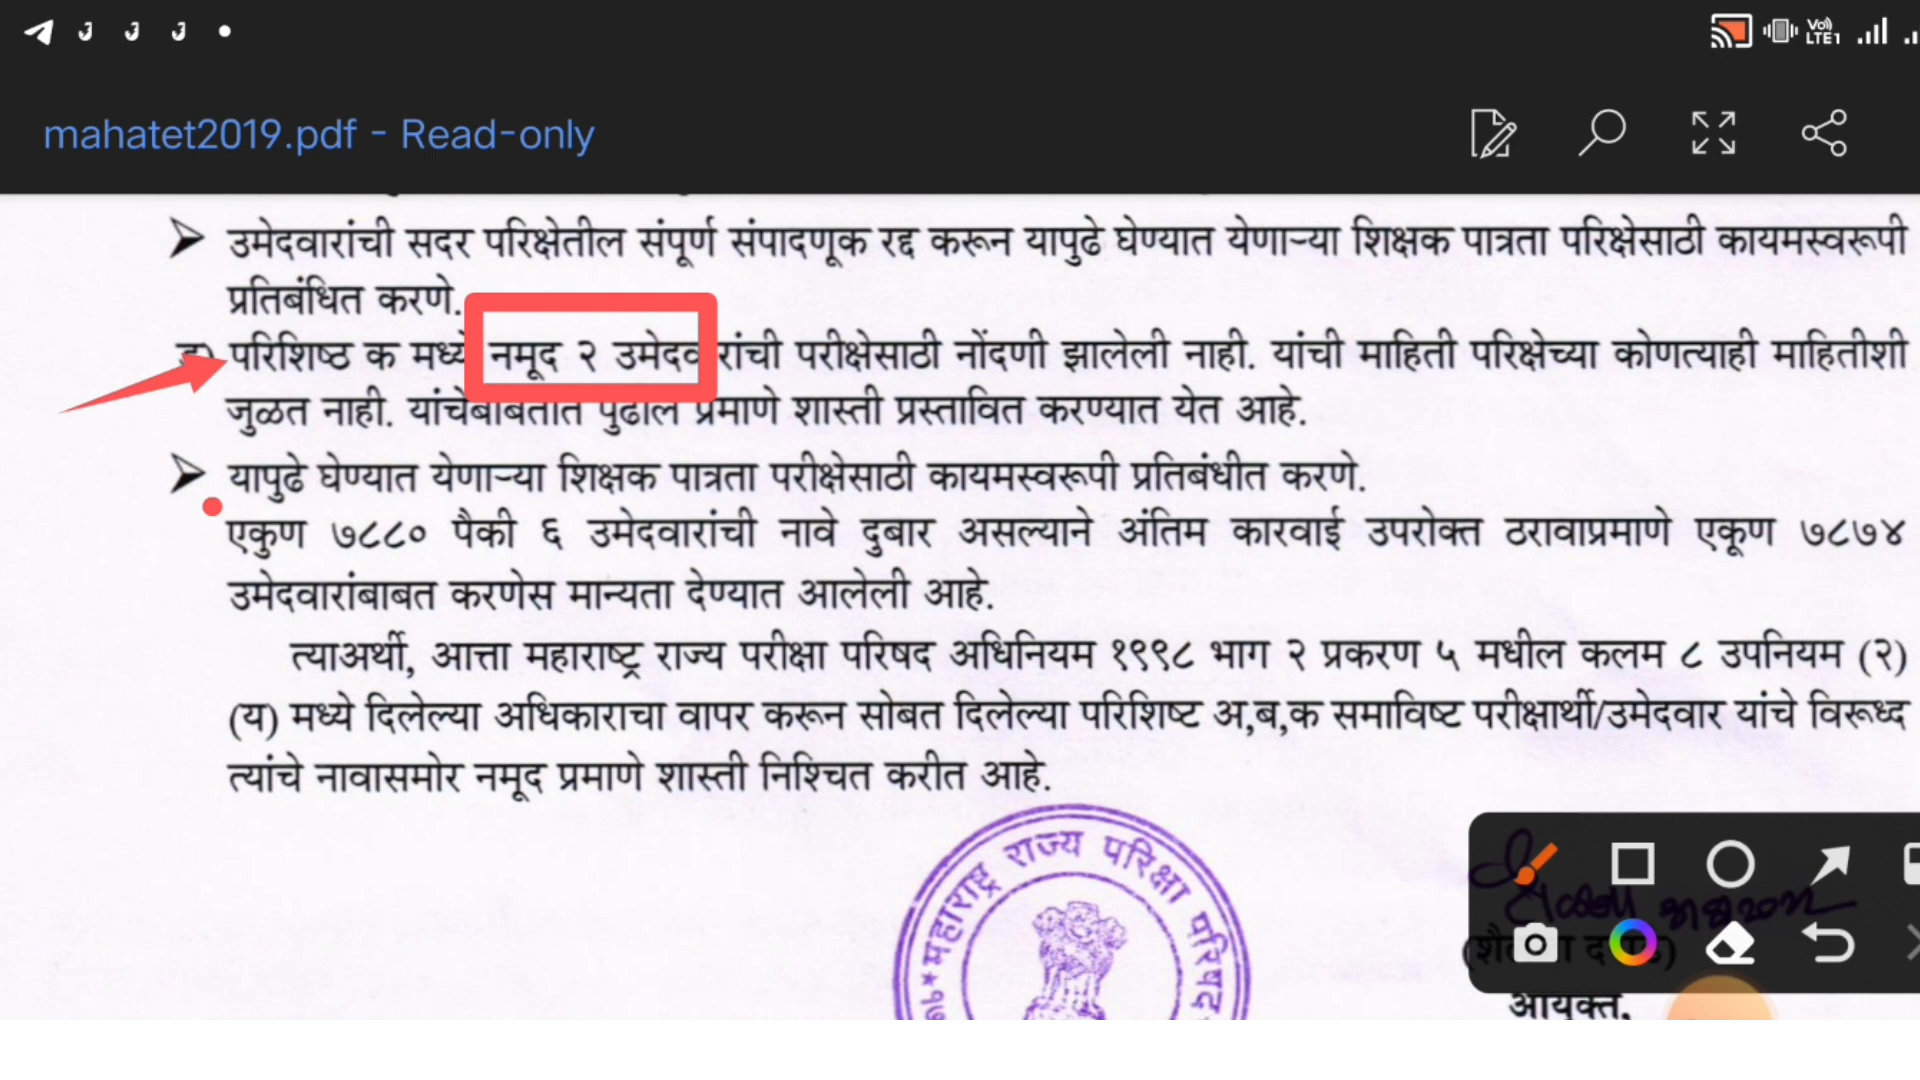 VoLTE1
mahatet2019.pdf - Read-only
उमेदवारांची सदर परिक्षेतील संपूर्ण संपादणूक रद्द करून यापुढे घेण्यात येणाऱ्या शिक्षक पात्रता परिक्षेसाठी कायमस्वरूपी
प्रतिबंधित करणे.
परिशिष्ठ क मध्ये नमूद २ उमेदवारांची परीक्षेसाठी नोंदणी झालेली नाही. यांची माहिती परिक्षेच्या कोणत्याही माहितीशी
जुळत नाही. यांचेबाबतीत पुढील प्रमाणे शास्ती प्रस्तावित करण्यात येत आहे.
यापुढे घेण्यात येणाऱ्या शिक्षक पात्रता परीक्षेसाठी कायमस्वरूपी प्रतिबंधीत करणे.
एकुण ७८८० पैकी ६ उमेदवारांची नावे दुबार असल्याने अंतिम कारवाई उपरोक्त ठरावाप्रमाणे एकूण ७८७४
उमेदवारांबाबत करणेस मान्यता देण्यात आलेली आहे.
त्याअर्थी, आत्ता महाराष्ट्र राज्य परीक्षा परिषद अधिनियम १९९८ भाग २ प्रकरण ५ मधील कलम ८ उपनियम (२)
(य) मध्ये दिलेल्या अधिकाराचा वापर करून सोबत दिलेल्या परिशिष्ट अ,ब,क समाविष्ट परीक्षार्थी/उमेदवार यांचे विरूध्द
त्यांचे नावासमोर नमूद प्रमाणे शास्ती निश्चित करीत आहे.
महाराष्ट्र राज्य परिक्षा परिषद
आयुक्त,